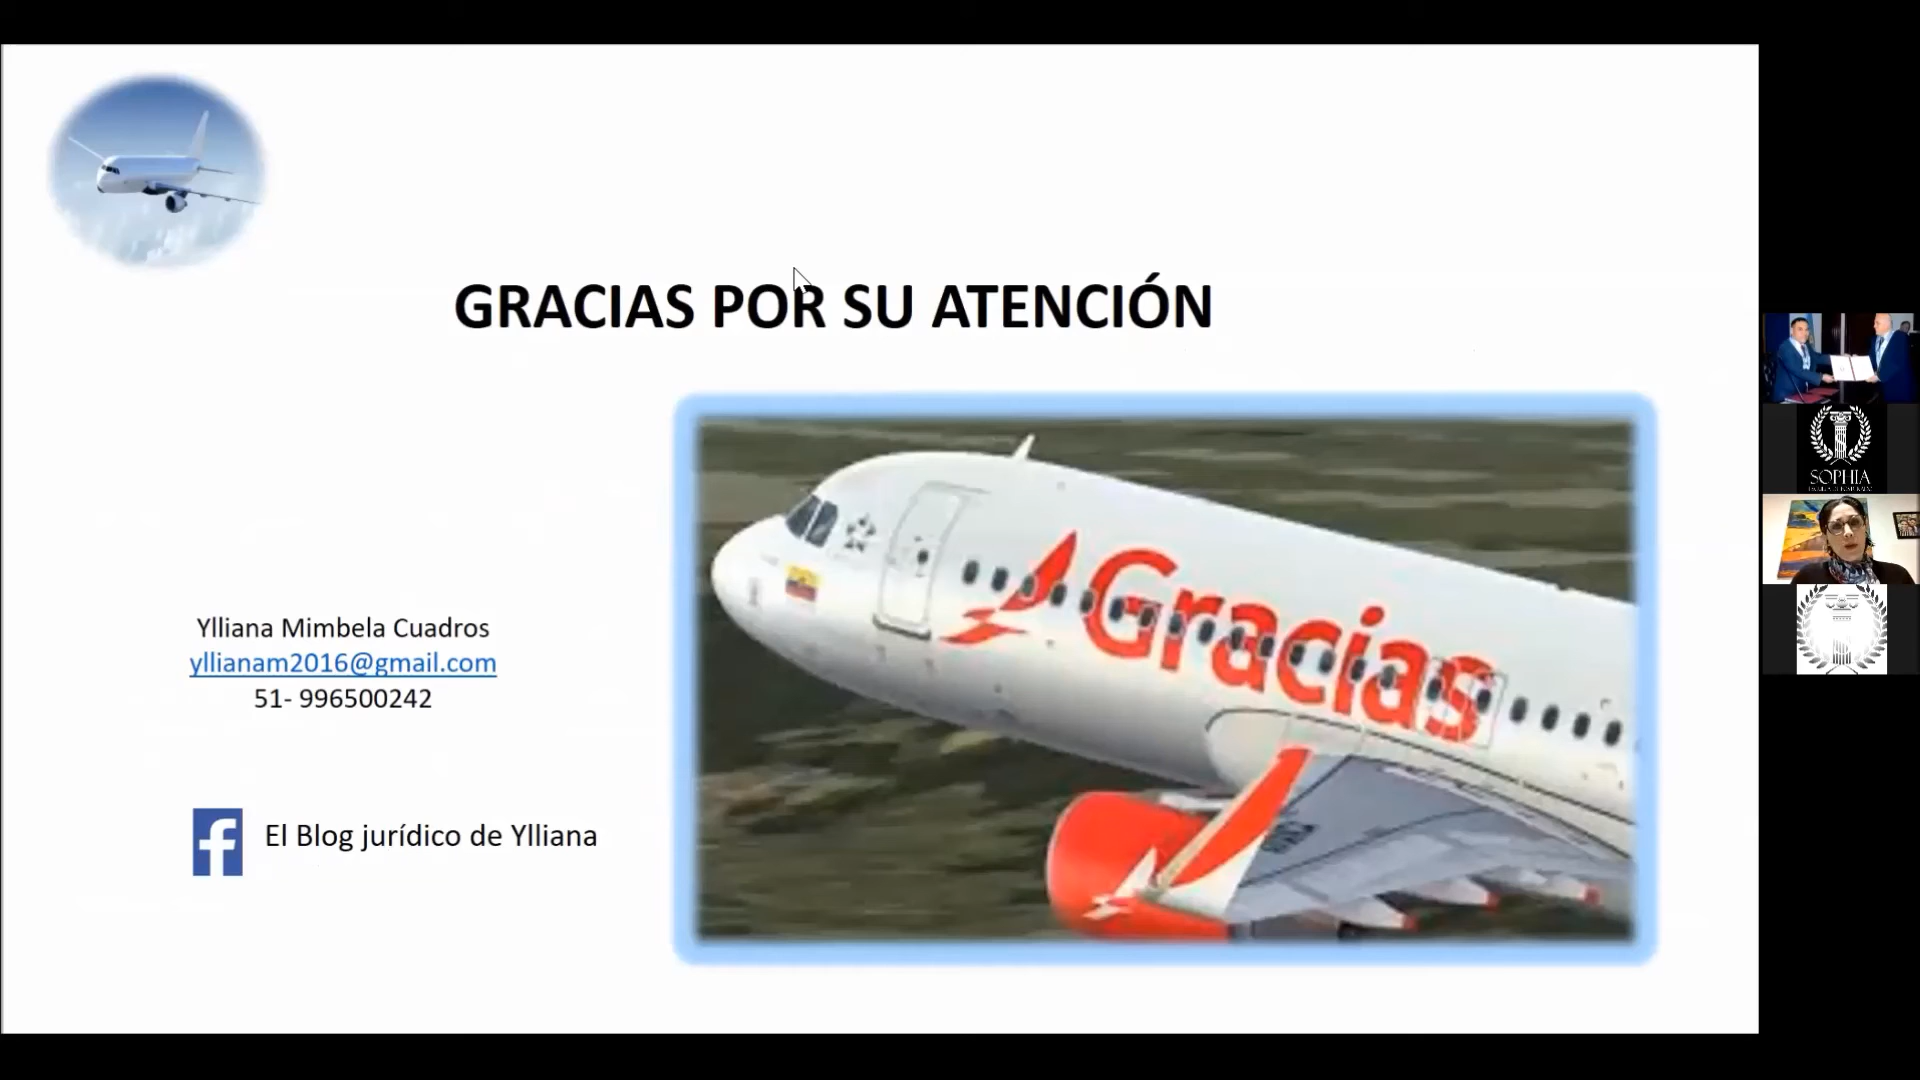 GRACIAS POR SU ATENCIÓN
Gracias
Ylliana Mimbela Cuadros
yllianam2016@gmail.com
51- 996500242
El Blog jurídico de Ylliana
SOPHIA